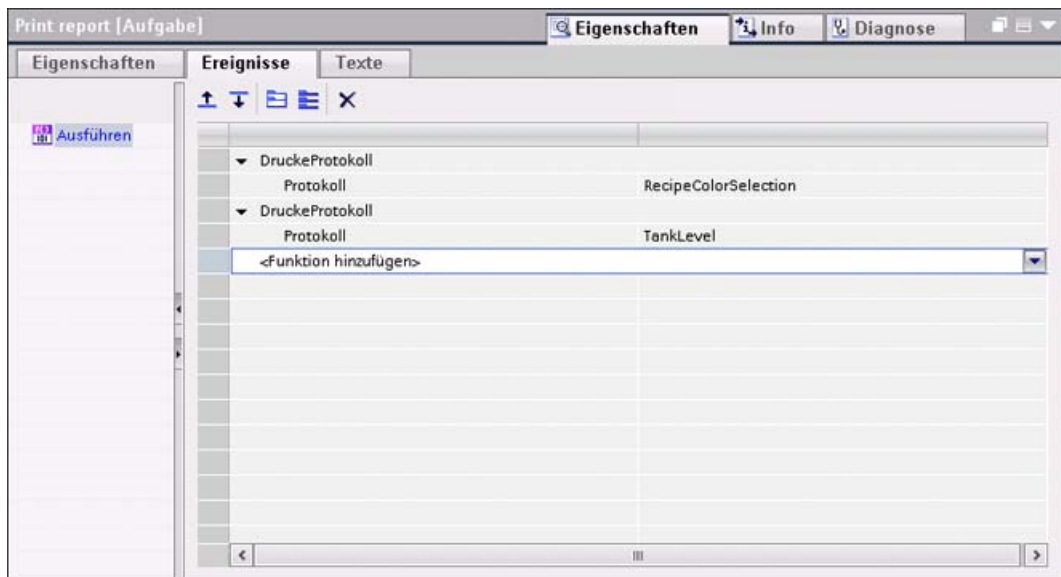 Print report [Aufgabe]
Eigenschaften
Info
Diagnose
Eigenschaften
Ereignisse
Texte
Ausführen
DruckeProtokoll
Protokoll RecipeColorSelection
DruckeProtokoll
Protokoll TankLevel
<Funktion hinzufügen>